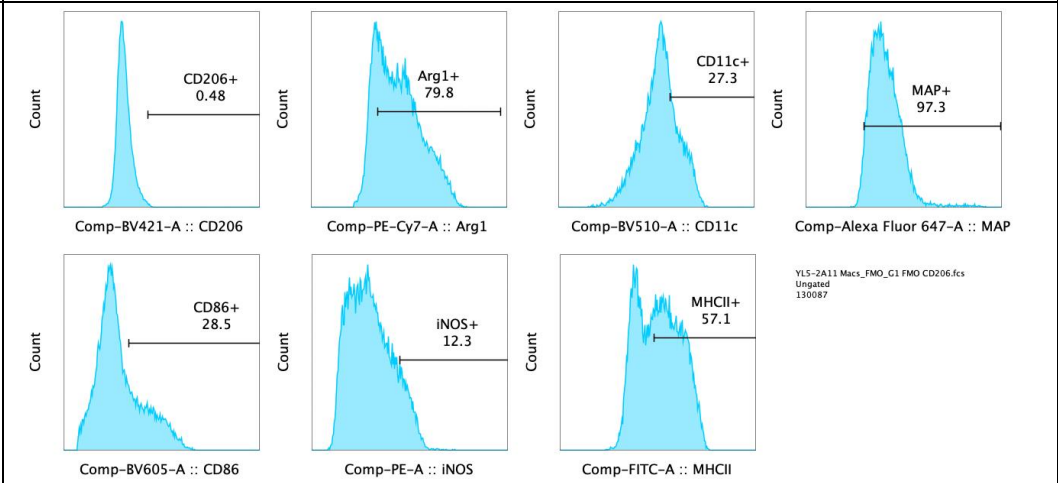 CD206+
0.48
Count
Comp-BV421-A :: CD206
Arg1+
79.8
Count
Comp-PE-Cy7-A :: Arg1
CD11c+
27.3
Count
Comp-BV510-A :: CD11c
MAP+
97.3
Count
Comp-Alexa Fluor 647-A :: MAP
CD86+
28.5
Count
Comp-BV605-A :: CD86
iNOS+
12.3
Count
Comp-PE-A :: iNOS
MHCII+
57.1
Count
Comp-FITC-A :: MHCII
YL5-2A11 Macs_FMO_G1 FMO CD206.fcs
Ungated
130087